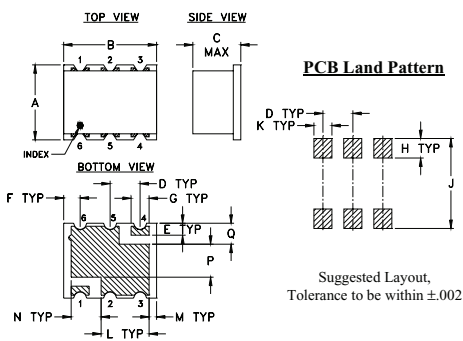 TOP VIEW
SIDE VIEW
B
C
MAX
1 2 3
A
6 5 4
INDEX
PCB Land Pattern
D TYP
K TYP
H TYP
J
BOTTOM VIEW
D TYP
F TYP
G TYP
6 5 4
E TYP
Q
P
1 2 3
N TYP
M TYP
L TYP
Suggested Layout,
Tolerance to be within ±.002